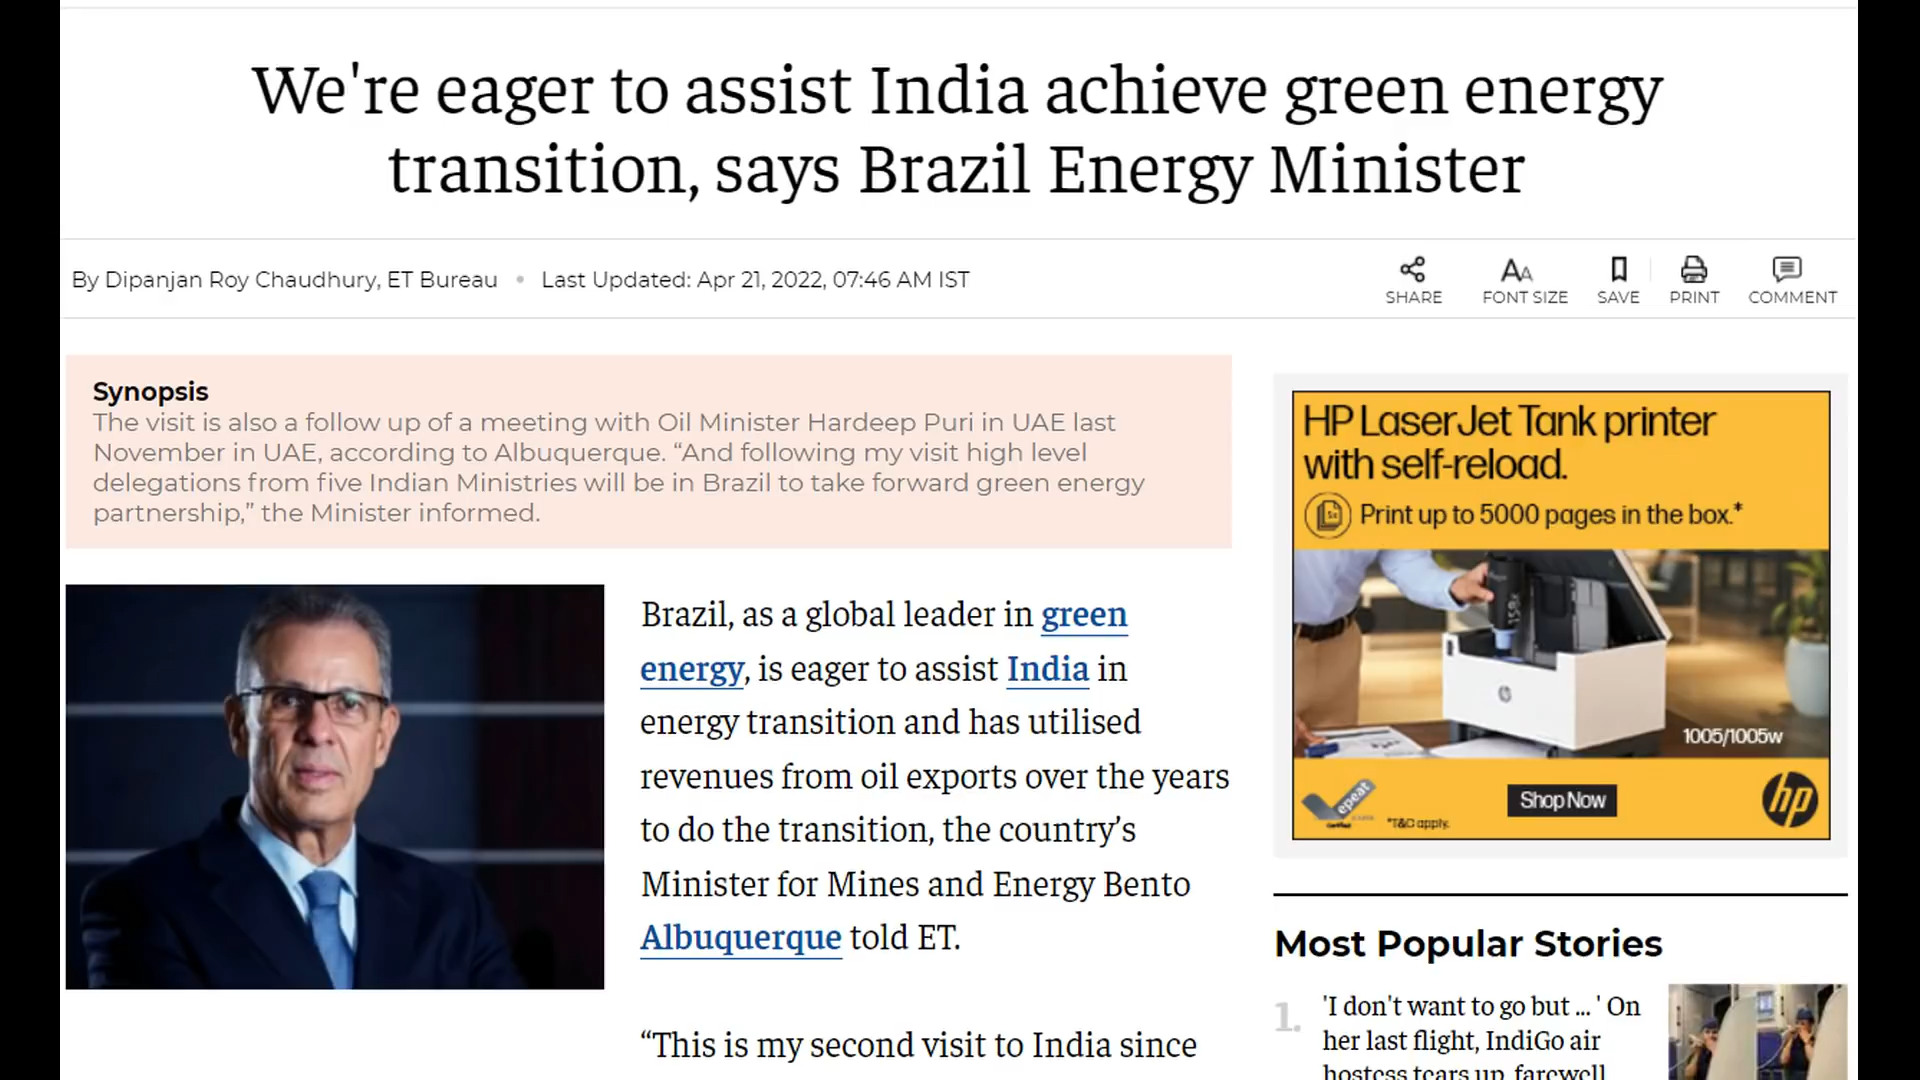 We're eager to assist India achieve green energy
transition, says Brazil Energy Minister
By Dipanjan Roy Chaudhury, ET Bureau • Last Updated: Apr 21, 2022, 07:46 AM IST
SHARE
FONT SIZE
SAVE
PRINT
COMMENT
Synopsis
The visit is also a follow up of a meeting with Oil Minister Hardeep Puri in UAE last
November in UAE, according to Albuquerque. “And following my visit high level
delegations from five Indian Ministries will be in Brazil to take forward green energy
partnership,” the Minister informed.
Brazil, as a global leader in green
energy, is eager to assist India in
energy transition and has utilised
revenues from oil exports over the years
to do the transition, the country’s
Minister for Mines and Energy Bento
Albuquerque told ET.
“This is my second visit to India since
HP LaserJet Tank printer
with self-reload.
Print up to 5000 pages in the box.*
1005/1005w
epeat
*T&C apply.
Shop Now
hp
Most Popular Stories
1.
'I don't want to go but ... ' On
her last flight, IndiGo air
hostess tears up, farewell